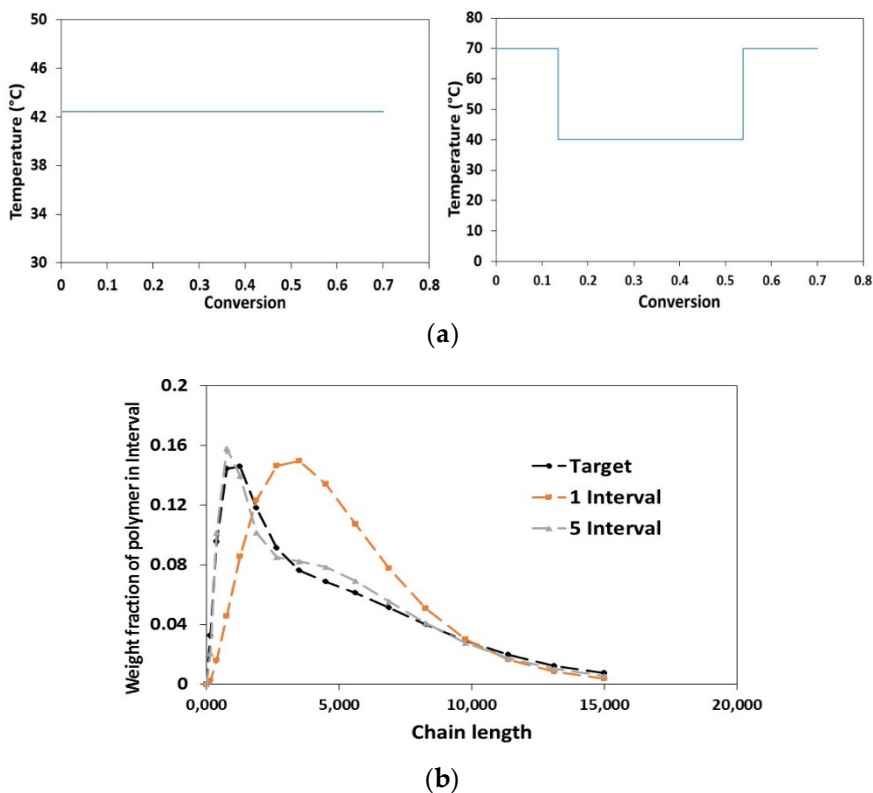 50
46
42
38
34
30
Temperature (°C)
0 0.1 0.2 0.3 0.4 0.5 0.6 0.7 0.8
Conversion
80
70
60
50
40
30
20
10
0
Temperature (°C)
0 0.1 0.2 0.3 0.4 0.5 0.6 0.7 0.8
Conversion
(a)
0.2
0.16
0.12
0.08
0.04
0
Weight fraction of polymer in Interval
Target
1 Interval
5 Interval
0,000 5,000 10,000 15,000 20,000
Chain length
(b)